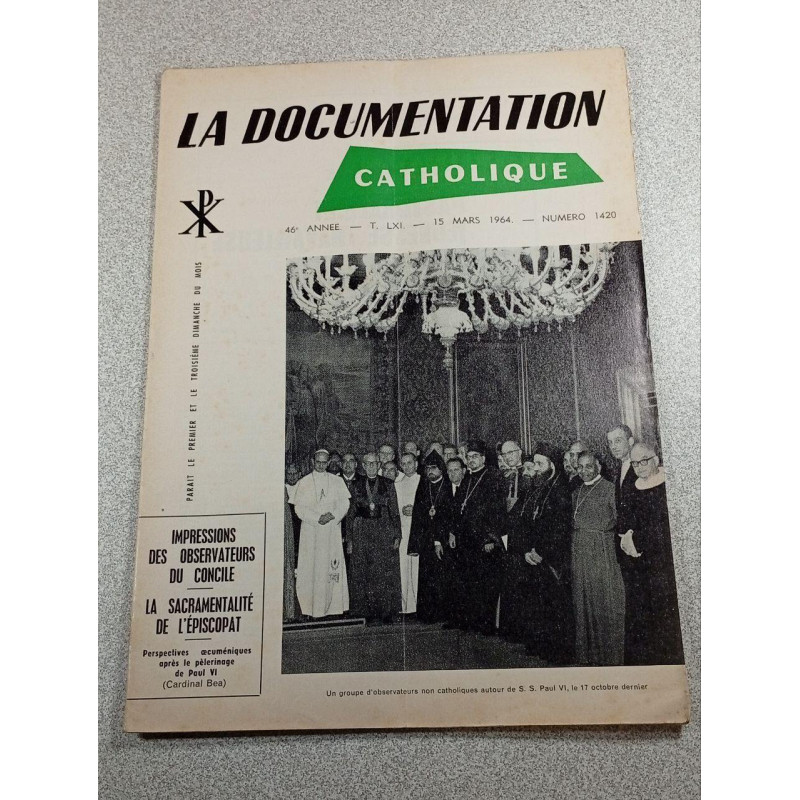 LA DOCUMENTATION
CATHOLIQUE
46e ANNEE. — T. LXI. — 15 MARS 1964. — NUMERO 1420
PARAIT LE PREMIER ET LE TROISIÈME DIMANCHE DU MOIS
IMPRESSIONS
DES OBSERVATEURS
DU CONCILE
LA SACRAMENTALITÉ
DE L'ÉPISCOPAT
Perspectives œcuméniques
après le pèlerinage
de Paul VI
(Cardinal Bea)
Un groupe d'observateurs non catholiques autour de S. S. Paul VI, le 17 octobre dernier